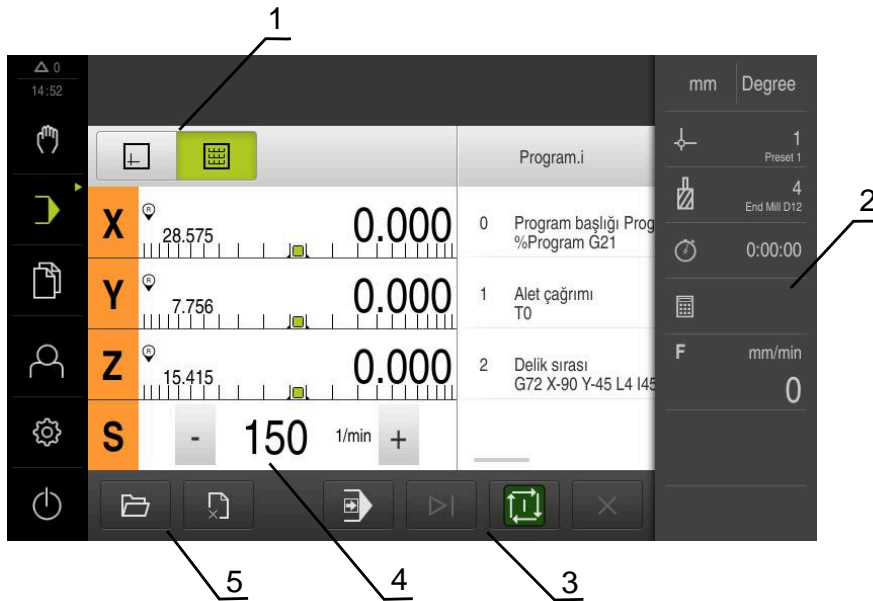 1
0
14:52
mm Degree
Program.i
1
Preset 1
X
R
28.575
0.000
0 Program başlığı Prog
%Program G21
4
End Mill D12
2
0:00:00
Y
R
7.756
0.000
1 Alet çağrımı
T0
Z
R
15.415
0.000
2 Delik sırası
G72 X-90 Y-45 L4 I45
F mm/min
0
S - 150 1/min +
5 4 3